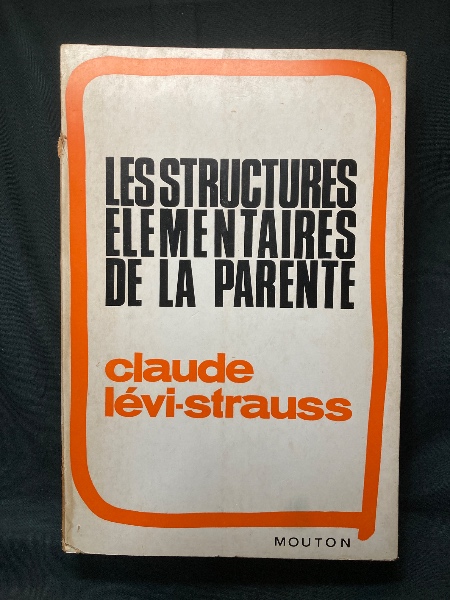 LES STRUCTURES
ELEMENTAIRES
DE LA PARENTE
claude
lévi-strauss
MOUTON